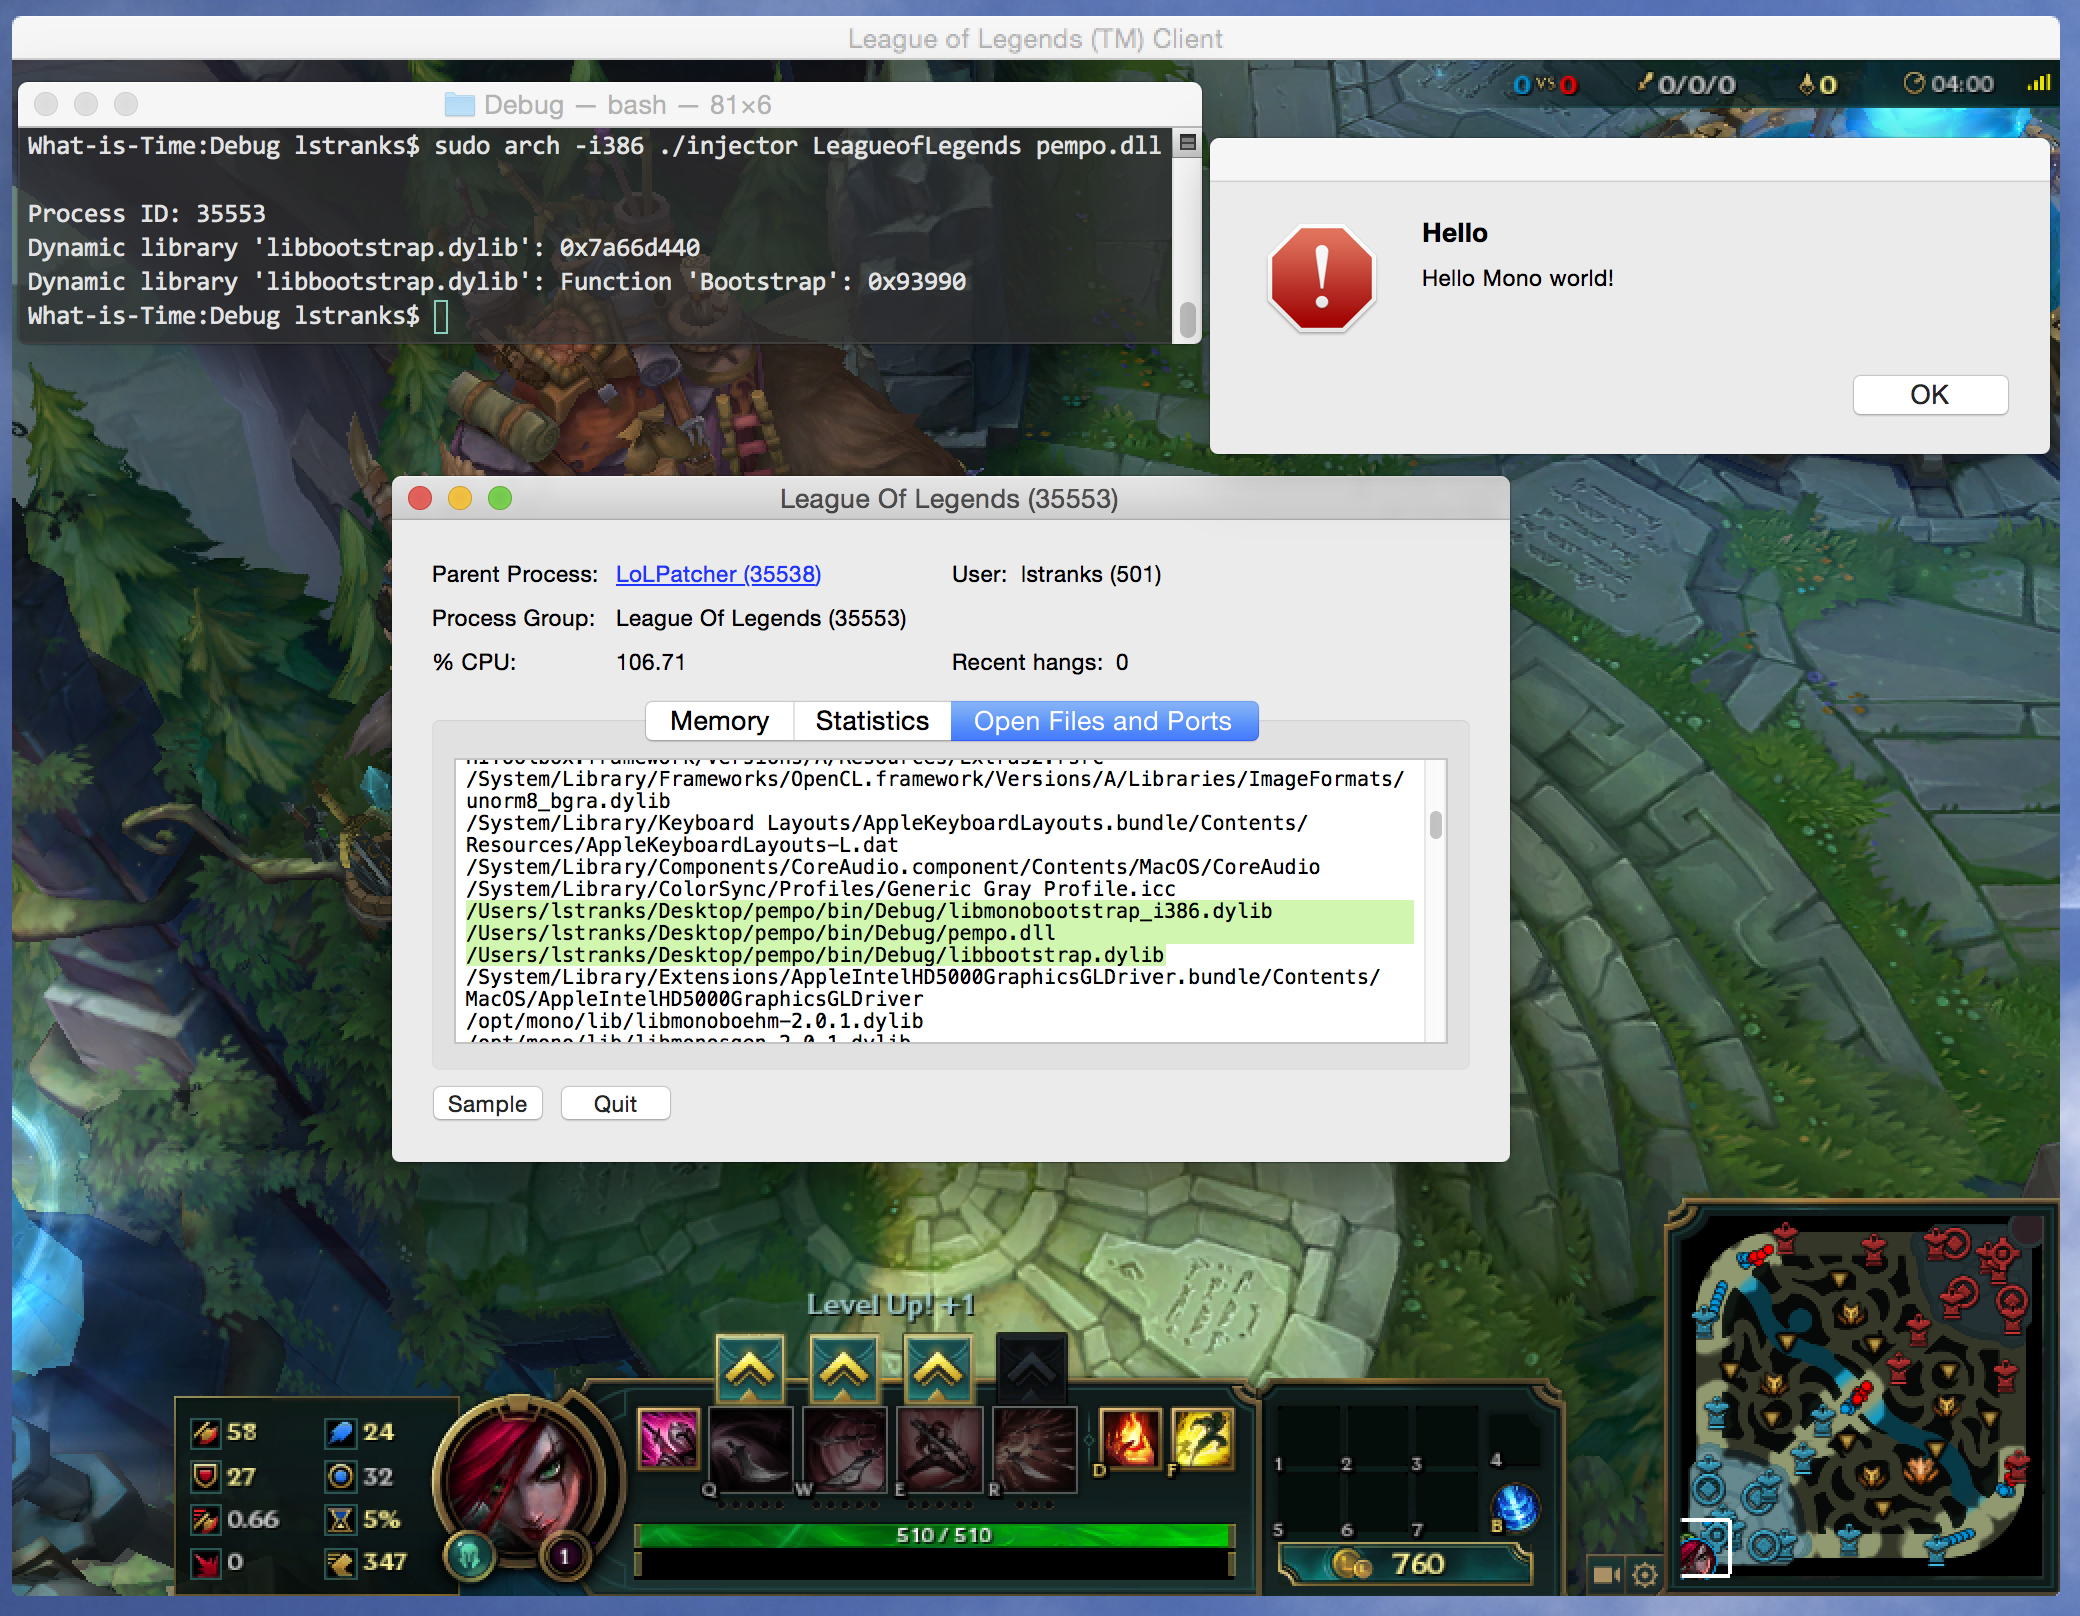 League of Legends (TM) Client
0 vs 0 0/0/0 0 04:00
Debug — bash — 81×6
What-is-Time:Debug lstranks$ sudo arch -i386 ./injector LeagueofLegends pempo.dll
Process ID: 35553
Dynamic library 'libbootstrap.dylib': 0x7a66d440
Dynamic library 'libbootstrap.dylib': Function 'Bootstrap': 0x93990
What-is-Time:Debug lstranks$
Hello
Hello Mono world!
OK
League Of Legends (35553)
Parent Process: LoLPatcher (35538) User: lstranks (501)
Process Group: League Of Legends (35553)
% CPU: 106.71 Recent hangs: 0
Memory Statistics Open Files and Ports
/System/Library/Frameworks/OpenCL.framework/Versions/A/Libraries/ImageFormats/
unorm8_bgra.dylib
/System/Library/Keyboard Layouts/AppleKeyboardLayouts.bundle/Contents/
Resources/AppleKeyboardLayouts-L.dat
/System/Library/Components/CoreAudio.component/Contents/MacOS/CoreAudio
/System/Library/ColorSync/Profiles/Generic Gray Profile.icc
/Users/lstranks/Desktop/pempo/bin/Debug/libmonobootstrap_i386.dylib
/Users/lstranks/Desktop/pempo/bin/Debug/pempo.dll
/Users/lstranks/Desktop/pempo/bin/Debug/libbootstrap.dylib
/System/Library/Extensions/AppleIntelHD5000GraphicsGLDriver.bundle/Contents/
MacOS/AppleIntelHD5000GraphicsGLDriver
/opt/mono/lib/libmonoboehm-2.0.1.dylib
/opt/mono/lib/libmonosgen-2.0.1.dylib
Sample Quit
Level Up! +1
58 24
27 32
0.66 5%
0 347
1
Q W E R D F
510 / 510
1 2 3 4
5 6 7 B
760